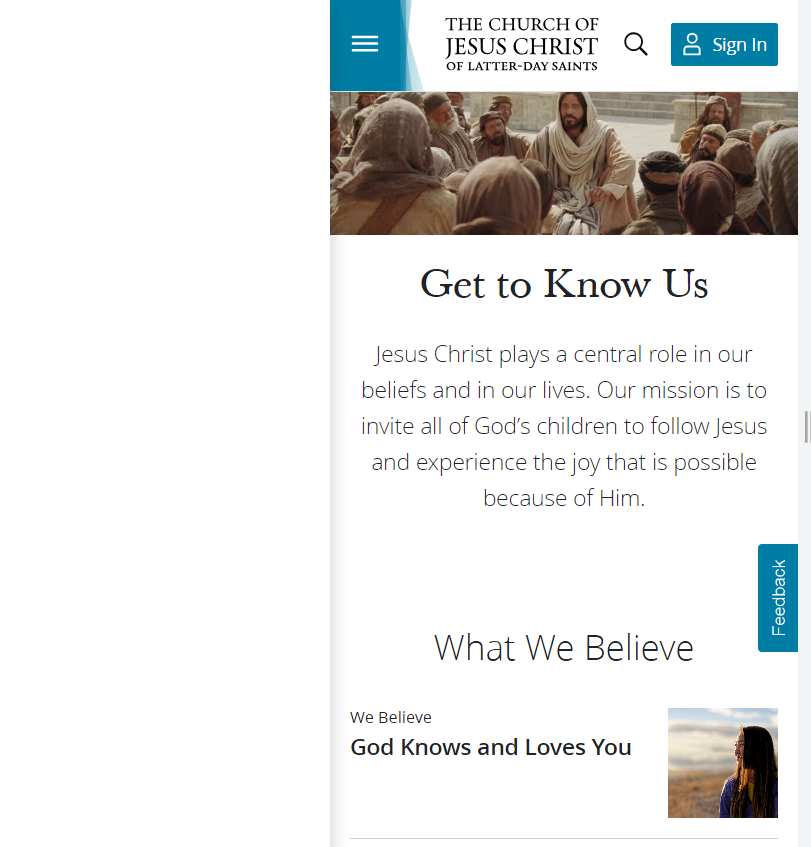 THE CHURCH OF
JESUS CHRIST
OF LATTER-DAY SAINTS
Sign In
Get to Know Us
Jesus Christ plays a central role in our
beliefs and in our lives. Our mission is to
invite all of God’s children to follow Jesus
and experience the joy that is possible
because of Him.
Feedback
What We Believe
We Believe
God Knows and Loves You